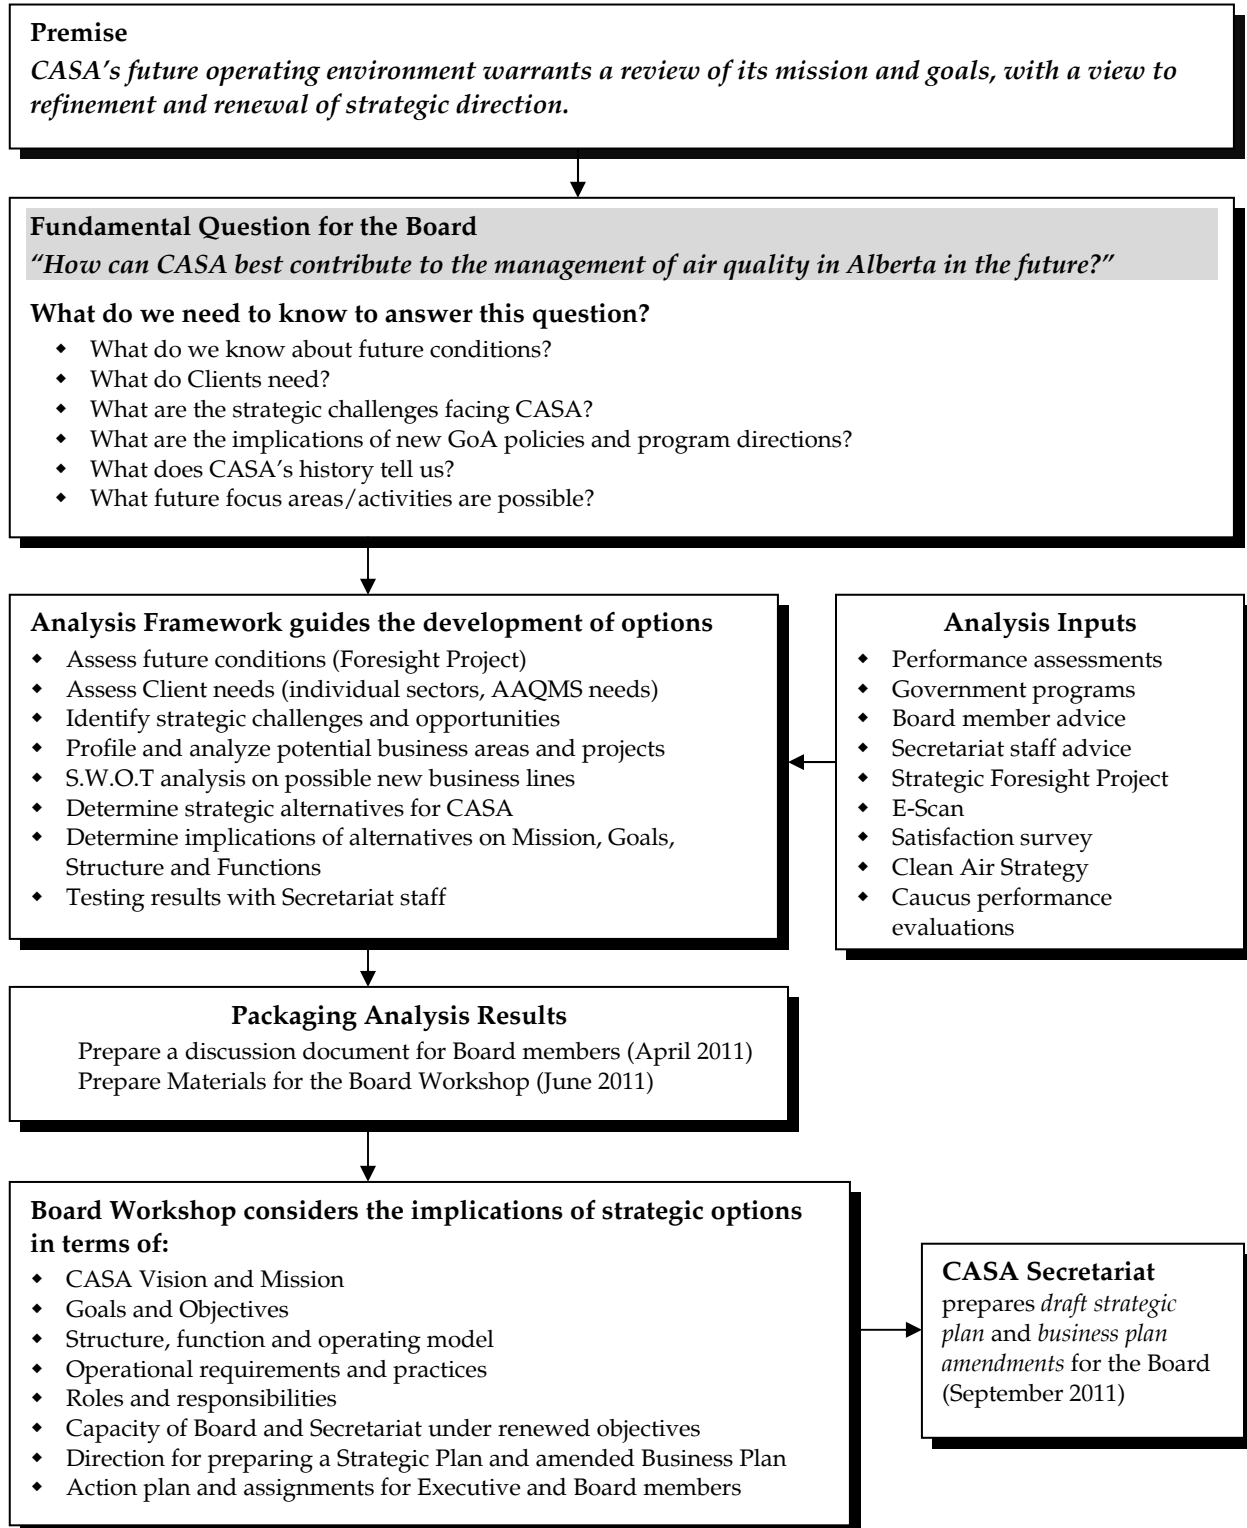 Premise
CASA's future operating environment warrants a review of its mission and goals, with a view to
refinement and renewal of strategic direction.
Fundamental Question for the Board
“How can CASA best contribute to the management of air quality in Alberta in the future?”
What do we need to know to answer this question?
◆ What do we know about future conditions?
◆ What do Clients need?
◆ What are the strategic challenges facing CASA?
◆ What are the implications of new GoA policies and program directions?
◆ What does CASA’s history tell us?
◆ What future focus areas/activities are possible?
Analysis Framework guides the development of options
◆ Assess future conditions (Foresight Project)
◆ Assess Client needs (individual sectors, AAQMS needs)
◆ Identify strategic challenges and opportunities
◆ Profile and analyze potential business areas and projects
◆ S.W.O.T analysis on possible new business lines
◆ Determine strategic alternatives for CASA
◆ Determine implications of alternatives on Mission, Goals,
Structure and Functions
◆ Testing results with Secretariat staff
Analysis Inputs
◆ Performance assessments
◆ Government programs
◆ Board member advice
◆ Secretariat staff advice
◆ Strategic Foresight Project
◆ E-Scan
◆ Satisfaction survey
◆ Clean Air Strategy
◆ Caucus performance
evaluations
Packaging Analysis Results
Prepare a discussion document for Board members (April 2011)
Prepare Materials for the Board Workshop (June 2011)
Board Workshop considers the implications of strategic options
in terms of:
◆ CASA Vision and Mission
◆ Goals and Objectives
◆ Structure, function and operating model
◆ Operational requirements and practices
◆ Roles and responsibilities
◆ Capacity of Board and Secretariat under renewed objectives
◆ Direction for preparing a Strategic Plan and amended Business Plan
◆ Action plan and assignments for Executive and Board members
CASA Secretariat
prepares draft strategic
plan and business plan
amendments for the Board
(September 2011)